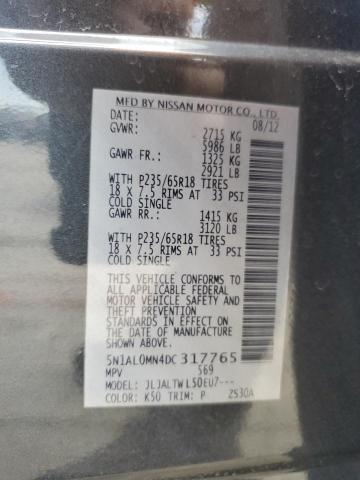 MFD BY NISSAN MOTOR CO., LTD.
DATE: 08/12
GVWR: 2715 KG
5986 LB
GAWR FR.: 1325 KG
2921 LB
WITH P235/65R18 TIRES
18 X 7.5 RIMS AT 33 PSI
COLD SINGLE
GAWR RR.: 1415 KG
3120 LB
WITH P235/65R18 TIRES
18 X 7.5 RIMS AT 33 PSI
COLD SINGLE
THIS VEHICLE CONFORMS TO
ALL APPLICABLE FEDERAL
MOTOR VEHICLE SAFETY
AND THEFT PREVENTION
STANDARDS IN EFFECT ON
THE DATE OF MANUFACTURE
SHOWN ABOVE.
5N1AL0MN4DC317765
MPV 569
MODEL: JLJALTWL50EU7---
COLOR: K50 TRIM: P 2S30A